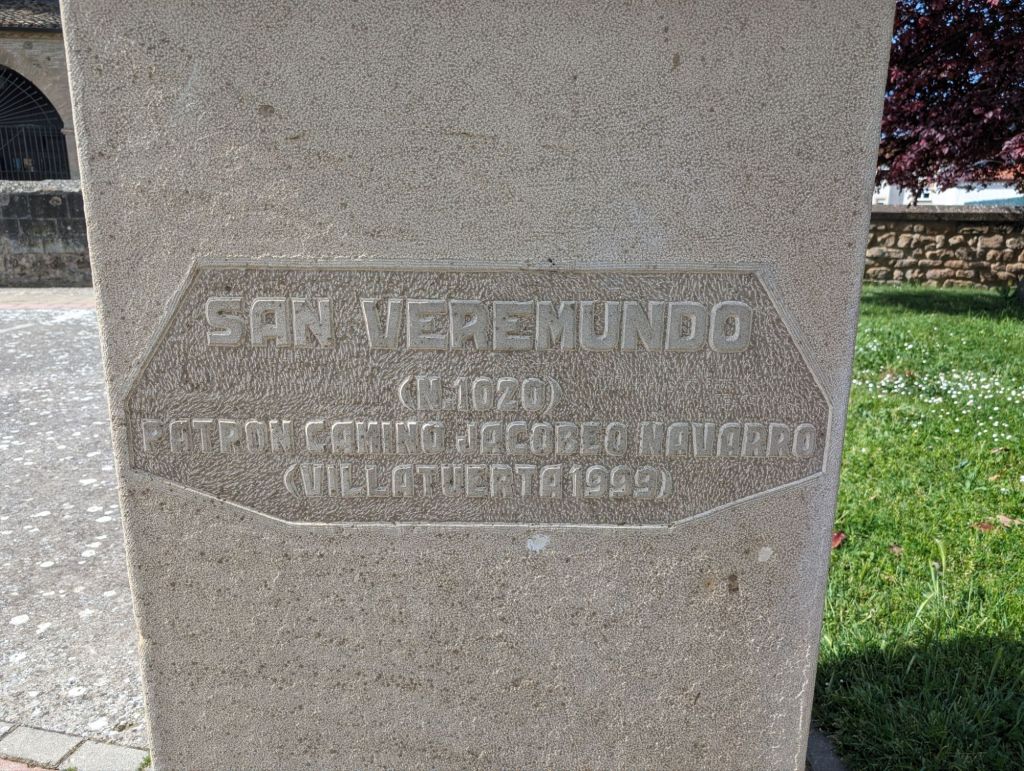 SAN VEREMUNDO
(N-1020)
PATRON CAMINO JACOBEO NAVARRO
(VILLATUERTA 1999)